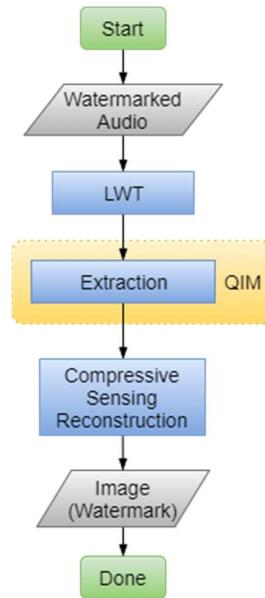 Start
Watermarked
Audio
LWT
Extraction
QIM
Compressive
Sensing
Reconstruction
Image
(Watermark)
Done